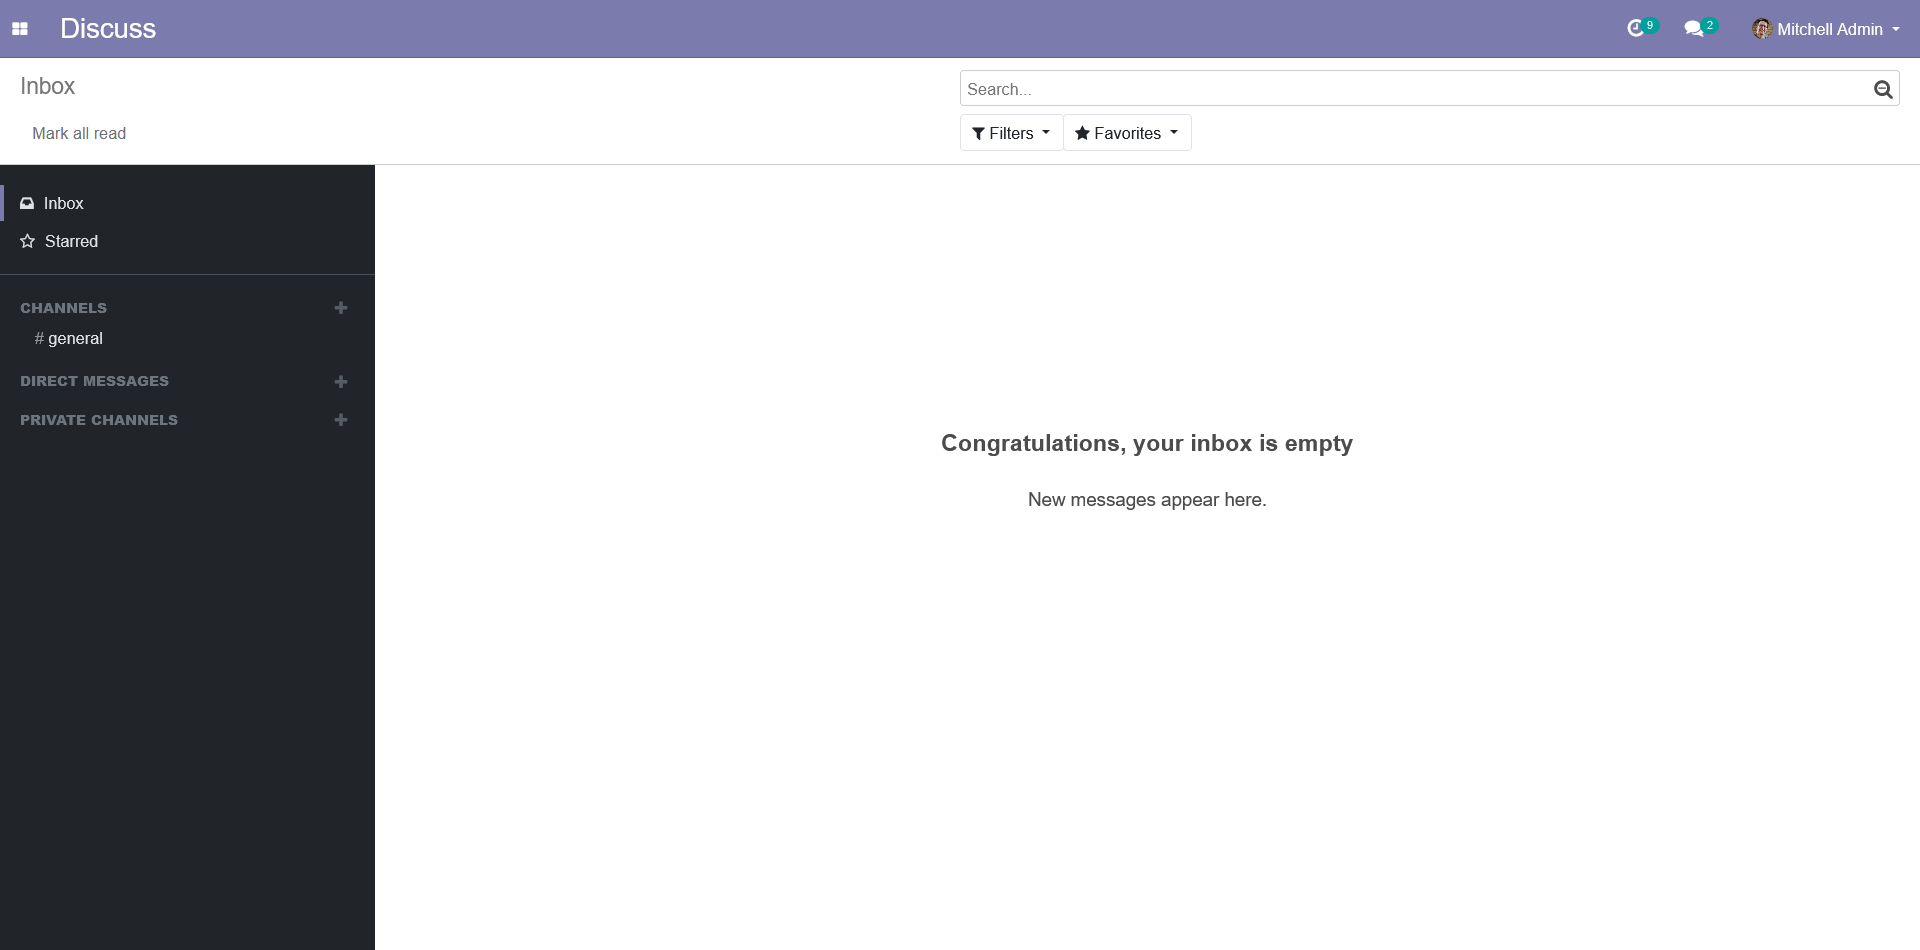 Discuss
9
2
Mitchell Admin
Inbox
Search...
Mark all read
Filters
Favorites
Inbox
Starred
CHANNELS
# general
DIRECT MESSAGES
PRIVATE CHANNELS
Congratulations, your inbox is empty
New messages appear here.